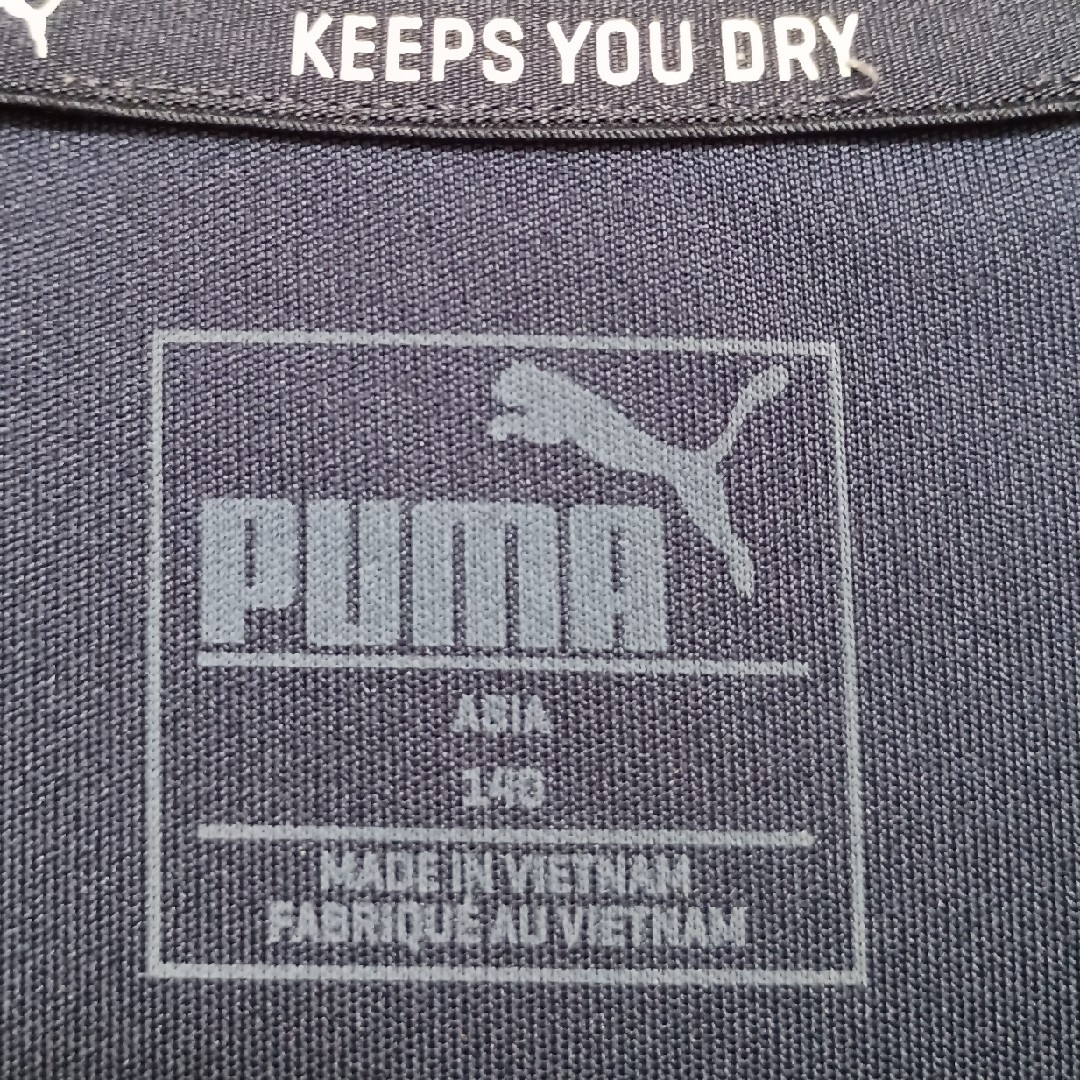 KEEPS YOU DRY
PUMA
ASIA
140
MADE IN VIETNAM
FABRIQUÉ AU VIETNAM